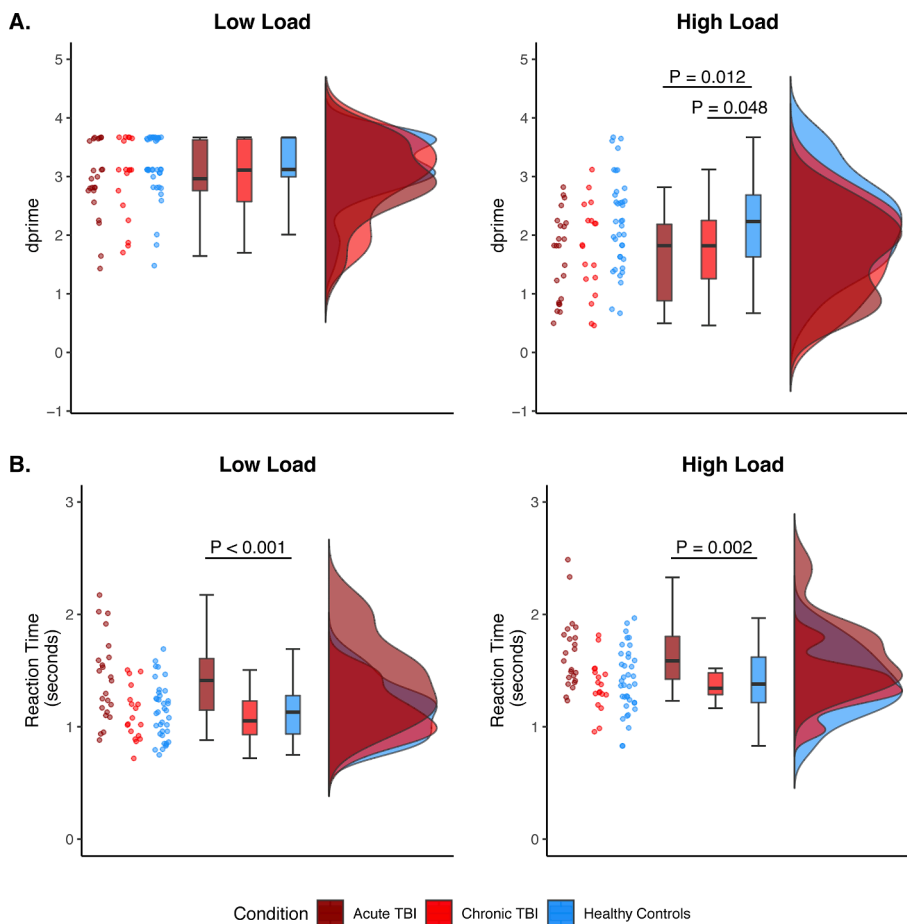 A.
Low Load
High Load
dprime
5
4
3
2
1
0
−1
dprime
5
4
3
2
1
0
−1
P = 0.012
P = 0.048
B.
Low Load
High Load
Reaction Time
(seconds)
3
2
1
0
P < 0.001
Reaction Time
(seconds)
3
2
1
0
P = 0.002
Condition Acute TBI Chronic TBI Healthy Controls